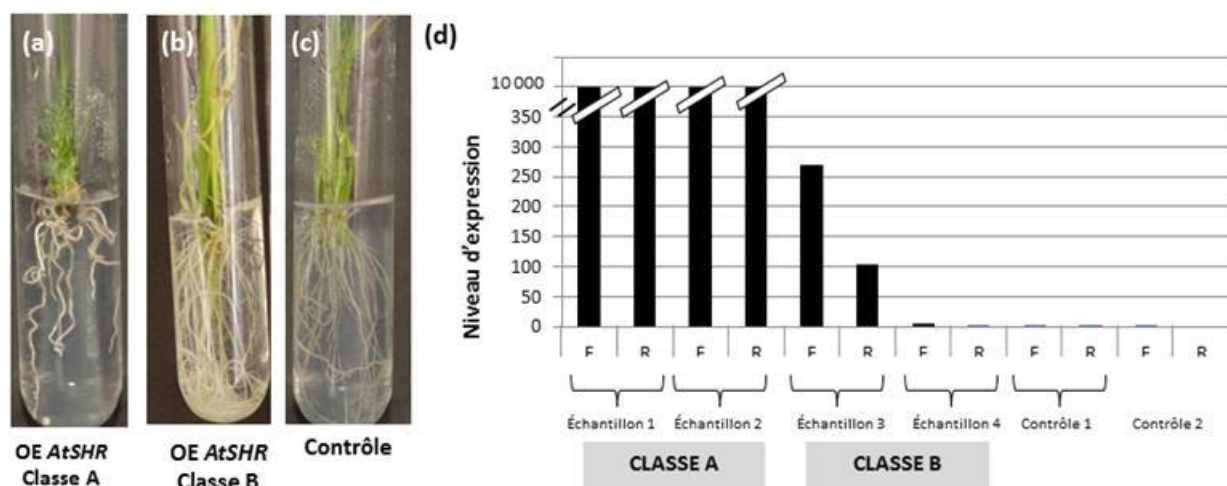 (a)
(b)
(c)
OE AtSHR
Classe A
OE AtSHR
Classe B
Contrôle
(d)
Niveau d'expression
10 000
350
300
250
200
150
100
50
0
F R F R F R F R F R F R
Échantillon 1 Échantillon 2 Échantillon 3 Échantillon 4 Contrôle 1 Contrôle 2
CLASSE A CLASSE B